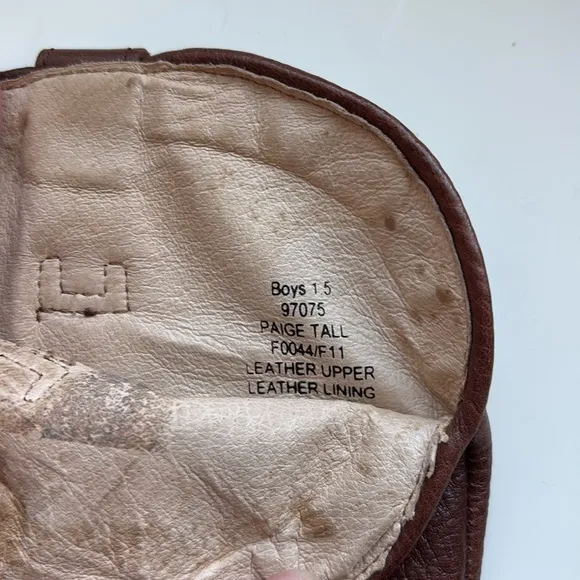 Boys 1.5
97075
PAIGE TALL
F0044/F11
LEATHER UPPER
LEATHER LINING